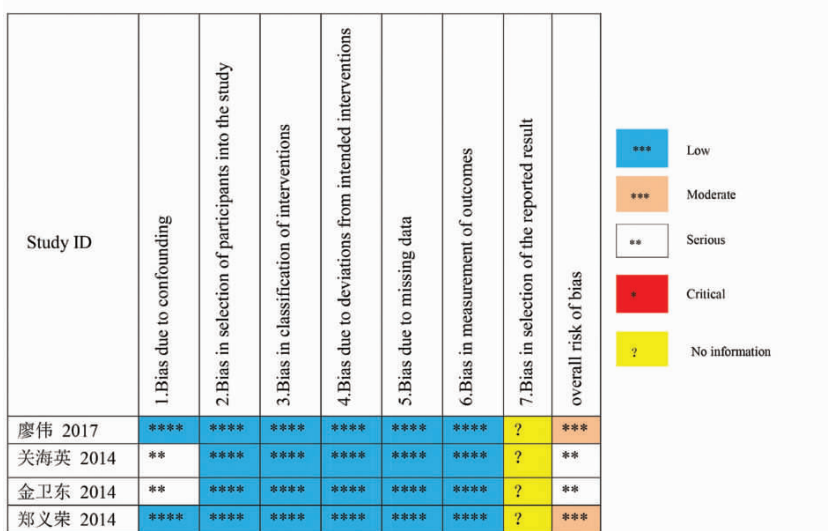 Study ID
1.Bias due to confounding
2.Bias in selection of participants into the study
3.Bias in classification of interventions
4.Bias due to deviations from intended interventions
5.Bias due to missing data
6.Bias in measurement of outcomes
7.Bias in selection of the reported result
overall risk of bias
廖伟 2017 **** **** **** **** **** **** ? ***
关海英 2014 ** **** **** **** **** **** ? **
金卫东 2014 ** **** **** **** **** **** ? **
郑义荣 2014 **** **** **** **** **** **** ? ***
*** Low
*** Moderate
** Serious
* Critical
? No information